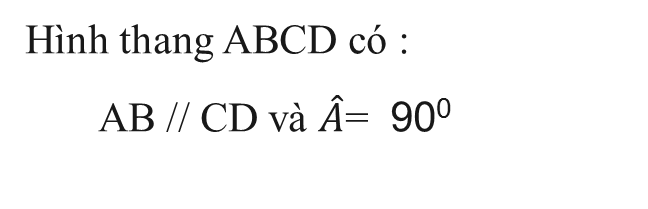 Hình thang ABCD có :
AB // CD và Â= 90⁰